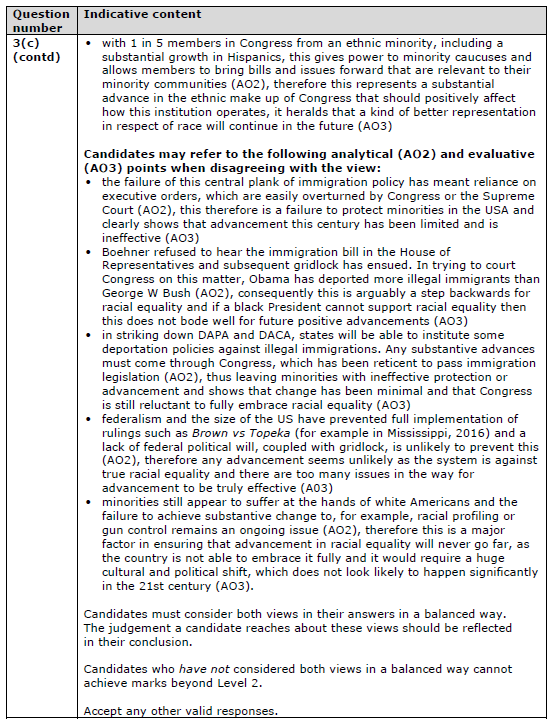 Question number
Indicative content
3(c)
(contd)
• with 1 in 5 members in Congress from an ethnic minority, including a
substantial growth in Hispanics, this gives power to minority caucuses and
allows members to bring bills and issues forward that are relevant to their
minority communities (AO2), therefore this represents a substantial
advance in the ethnic make up of Congress that should positively affect
how this institution operates, it heralds that a kind of better representation
in respect of race will continue in the future (AO3)
Candidates may refer to the following analytical (AO2) and evaluative
(AO3) points when disagreeing with the view:
• the failure of this central plank of immigration policy has meant reliance on
executive orders, which are easily overturned by Congress or the Supreme
Court (AO2), this therefore is a failure to protect minorities in the USA and
clearly shows that advancement this century has been limited and is
ineffective (AO3)
• Boehner refused to hear the immigration bill in the House of
Representatives and subsequent gridlock has ensued. In trying to court
Congress on this matter, Obama has deported more illegal immigrants than
George W Bush (AO2), consequently this is arguably a step backwards for
racial equality and if a black President cannot support racial equality then
this does not bode well for future positive advancements (AO3)
• in striking down DAPA and DACA, states will be able to institute some
deportation policies against illegal immigrations. Any substantive advances
must come through Congress, which has been reticent to pass immigration
legislation (AO2), thus leaving minorities with ineffective protection or
advancement and shows that change has been minimal and that Congress
is still reluctant to fully embrace racial equality (AO3)
• federalism and the size of the US have prevented full implementation of
rulings such as Brown vs Topeka (for example in Mississippi, 2016) and a
lack of federal political will, coupled with gridlock, is unlikely to prevent this
(AO2), therefore any advancement seems unlikely as the system is against
true racial equality and there are too many issues in the way for
advancement to be truly effective (A03)
• minorities still appear to suffer at the hands of white Americans and the
failure to achieve substantive change to, for example, racial profiling or
gun control remains an ongoing issue (AO2), therefore this is a major
factor in ensuring that advancement in racial equality will never go far, as
the country is not able to embrace it fully and it would require a huge
cultural and political shift, which does not look likely to happen significantly
in the 21st century (AO3).
Candidates must consider both views in their answers in a balanced way.
The judgement a candidate reaches about these views should be reflected
in their conclusion.
Candidates who have not considered both views in a balanced way cannot
achieve marks beyond Level 2.
Accept any other valid responses.